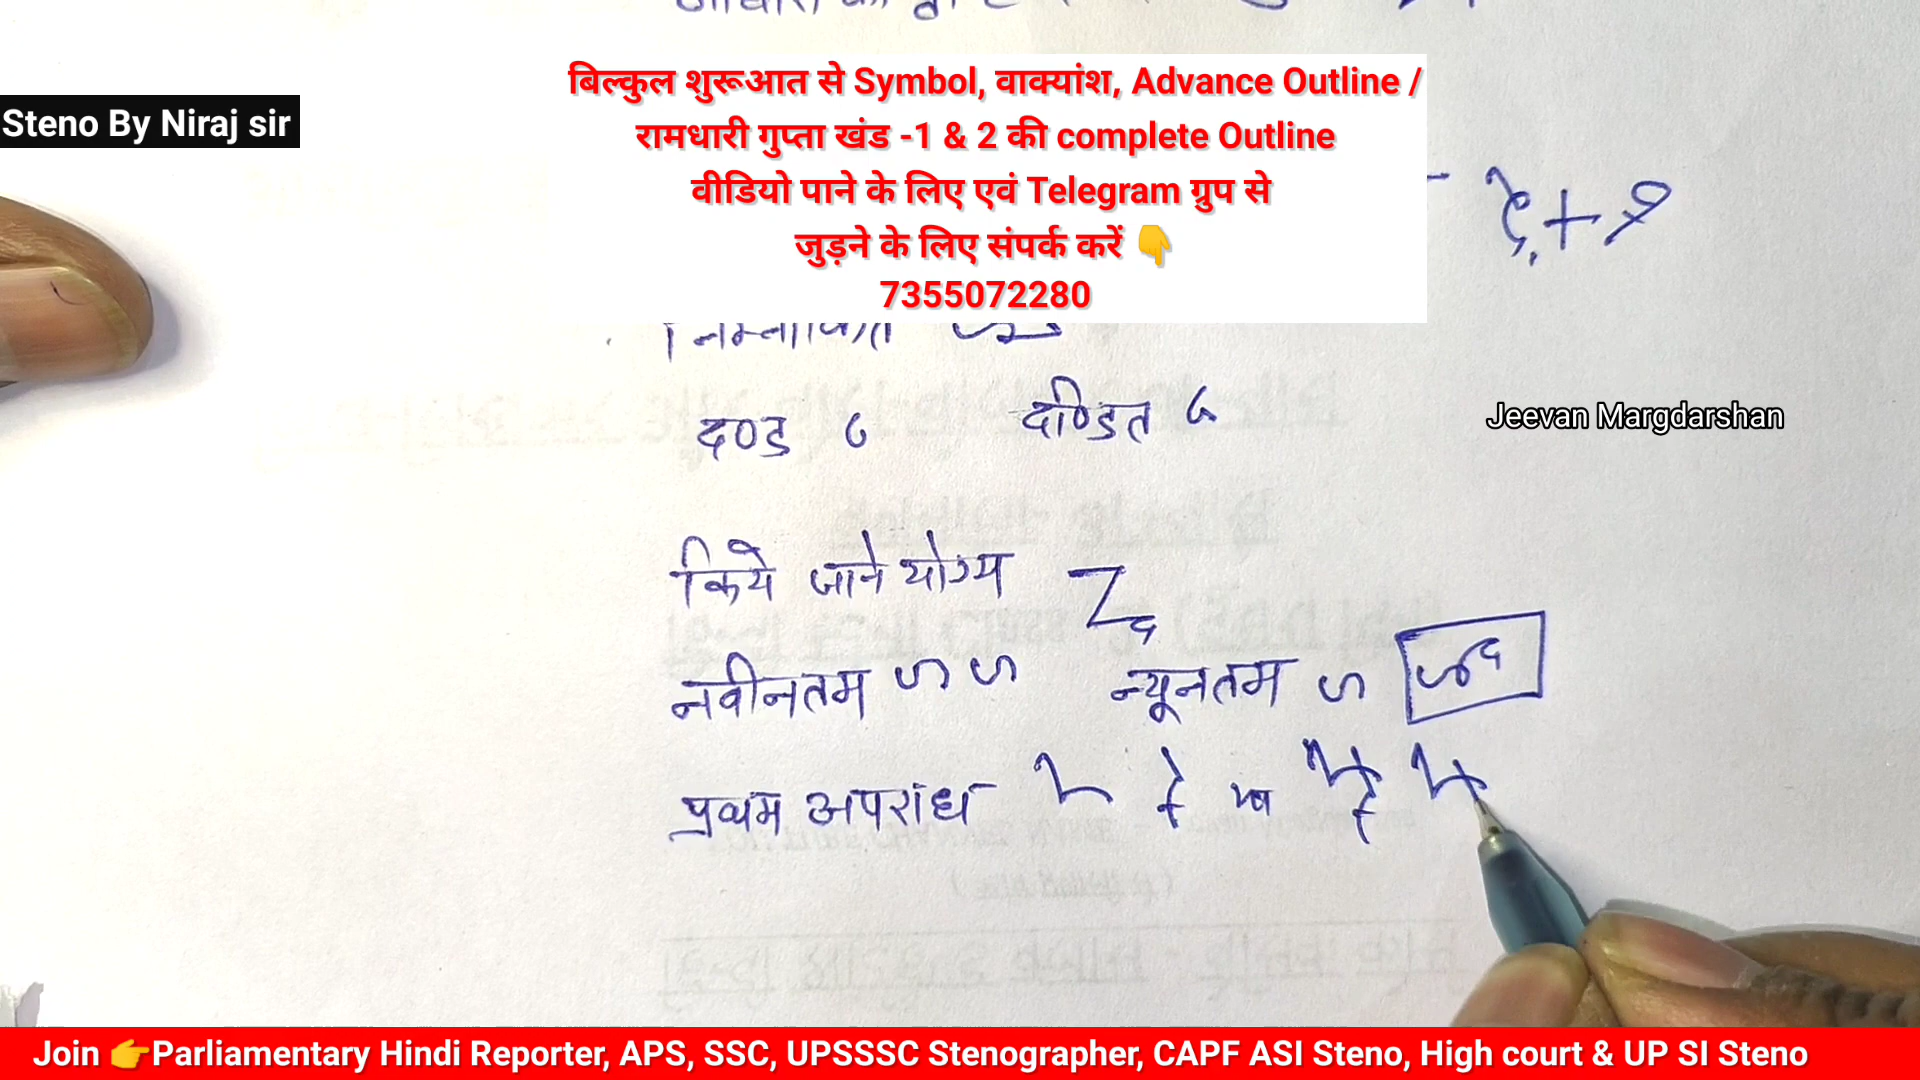 बिल्कुल शुरूआत से Symbol, वाक्यांश, Advance Outline /
रामधारी गुप्ता खंड -1 & 2 की complete Outline
वीडियो पाने के लिए एवं Telegram ग्रुप से
जुड़ने के लिए संपर्क करें 👇
7355072280
Steno By Niraj sir
Jeevan Margdarshan
दण्ड दण्डित
किये जाने योग्य
नवीनतम न्यूनतम
प्रथम अपराध
Join 👉Parliamentary Hindi Reporter, APS, SSC, UPSSSC Stenographer, CAPF ASI Steno, High court & UP SI Steno